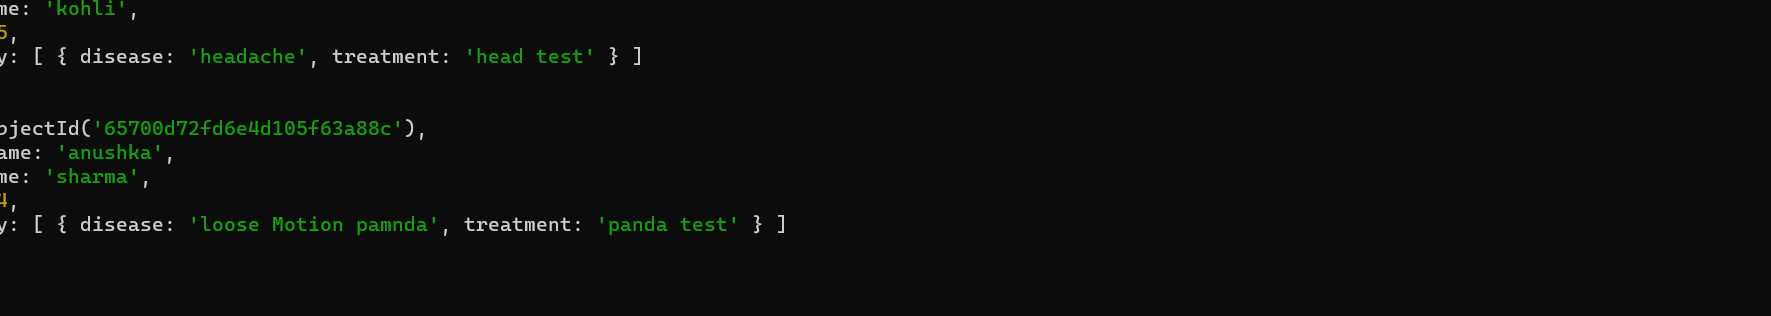 me: 'kohli',
5,
y: [ { disease: 'headache', treatment: 'head test' } ]
bjectId('65700d72fd6e4d105f63a88c'),
ame: 'anushka',
me: 'sharma',
4,
y: [ { disease: 'loose Motion pamnda', treatment: 'panda test' } ]